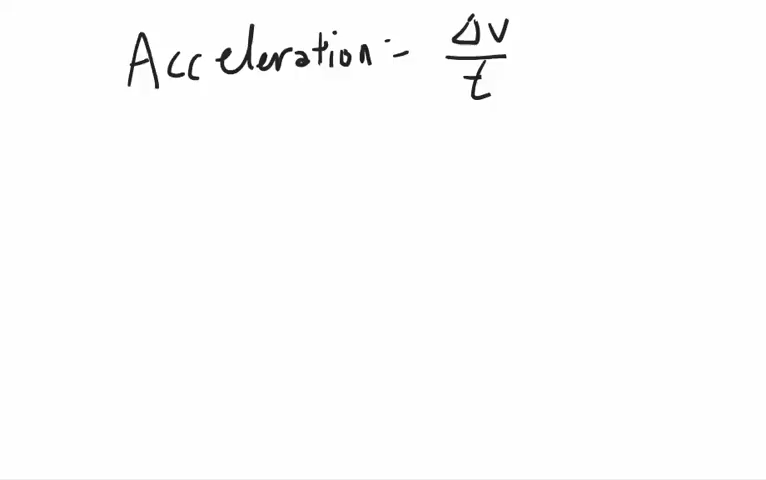 Acceleration = Δv/t